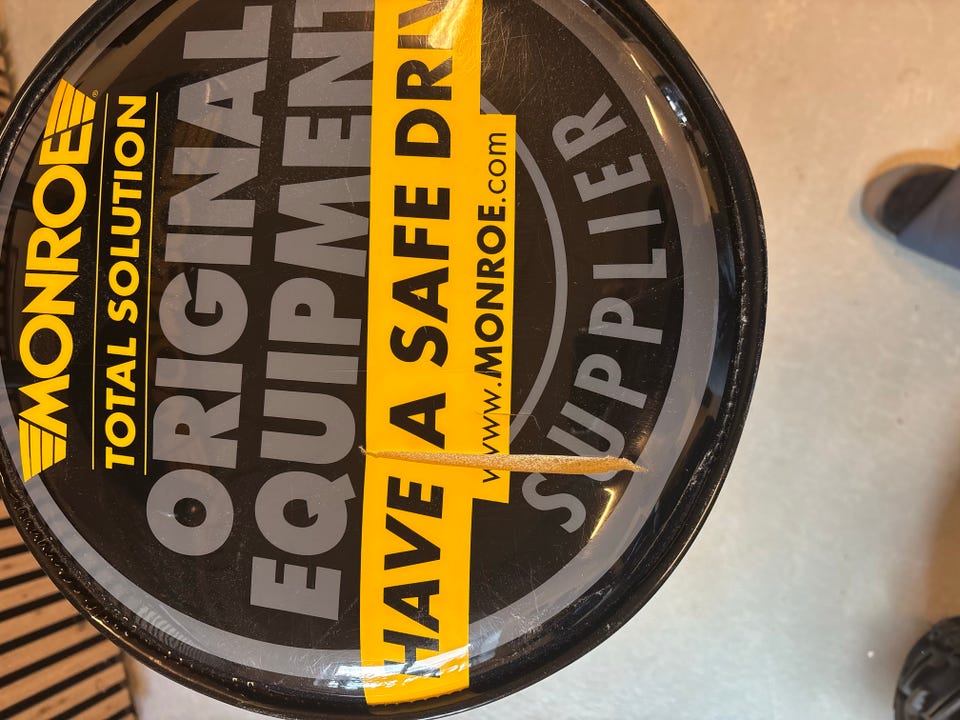 MONROE®
TOTAL SOLUTION
ORIGINAL
EQUIPMENT
HAVE A SAFE DRIV
www.MONROE.com
SUPPLIER